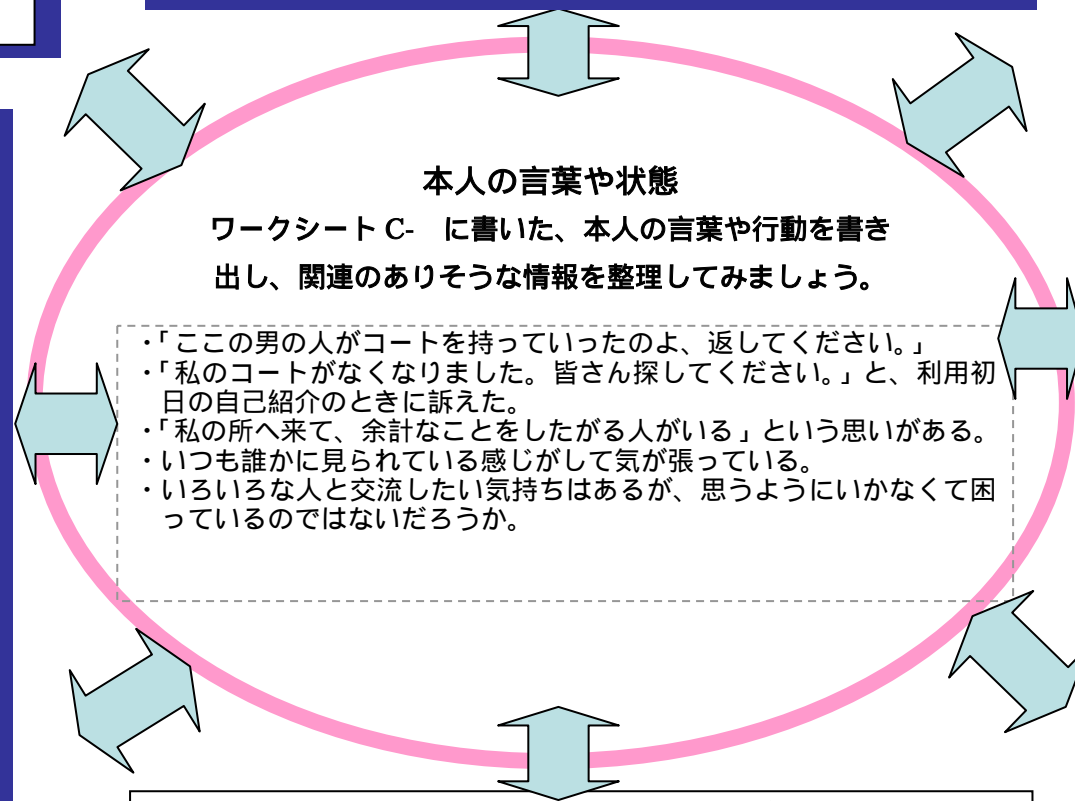 本人の言葉や状態
ワークシート C-　に書いた、本人の言葉や行動を書き
出し、関連のありそうな情報を整理してみましょう。
・「ここの男の人がコートを持っていったのよ、返してください。」
・「私のコートがなくなりました。皆さん探してください。」と、利用初
日の自己紹介のときに訴えた。
・「私の所へ来て、余計なことをしたがる人がいる」という思いがある。
・いつも誰かに見られている感じがして気が張っている。
・いろいろな人と交流したい気持ちはあるが、思うようにいかなくて困
っているのではないだろうか。